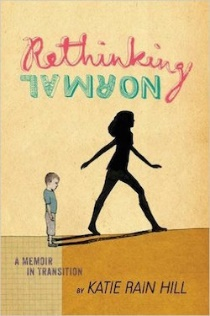 Rethinking
NORMAL
A MEMOIR
IN TRANSITION
BY KATIE RAIN HILL